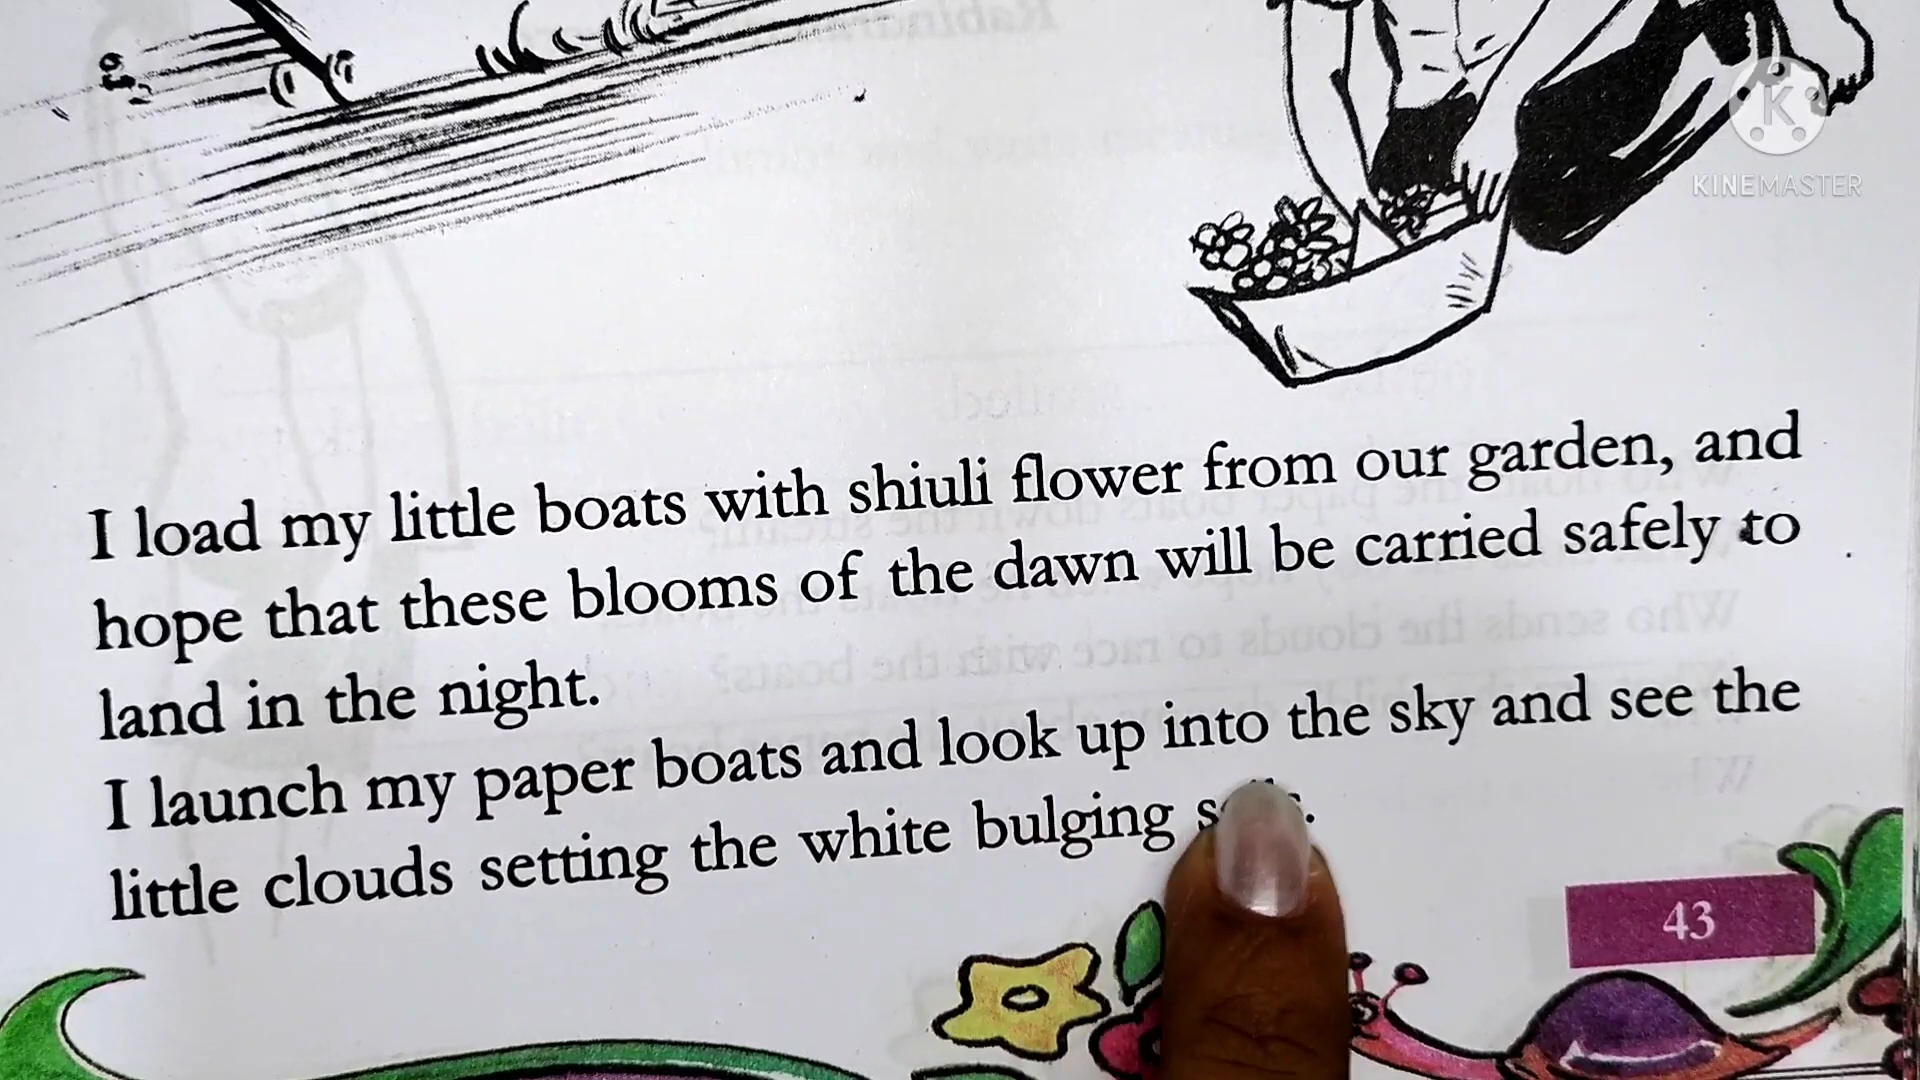 KINEMASTER
I load my little boats with shiuli flower from our garden, and
hope that these blooms of the dawn will be carried safely to
land in the night.
I launch my paper boats and look up into the sky and see the
little clouds setting the white bulging
43